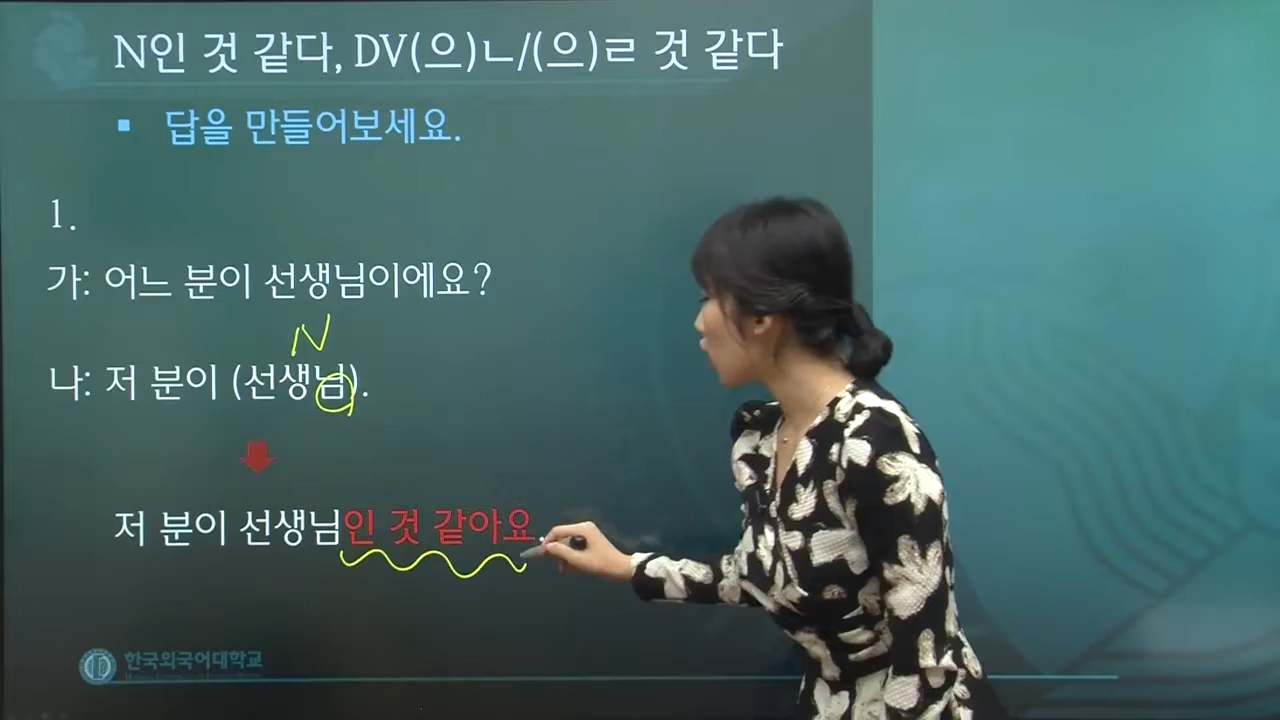 N인 것 같다, DV(으)ㄴ/(으)ㄹ 것 같다
▪ 답을 만들어보세요.
1.
가: 어느 분이 선생님이에요?
N
나: 저 분이 (선생님).
저 분이 선생님인 것 같아요.
한국외국어대학교